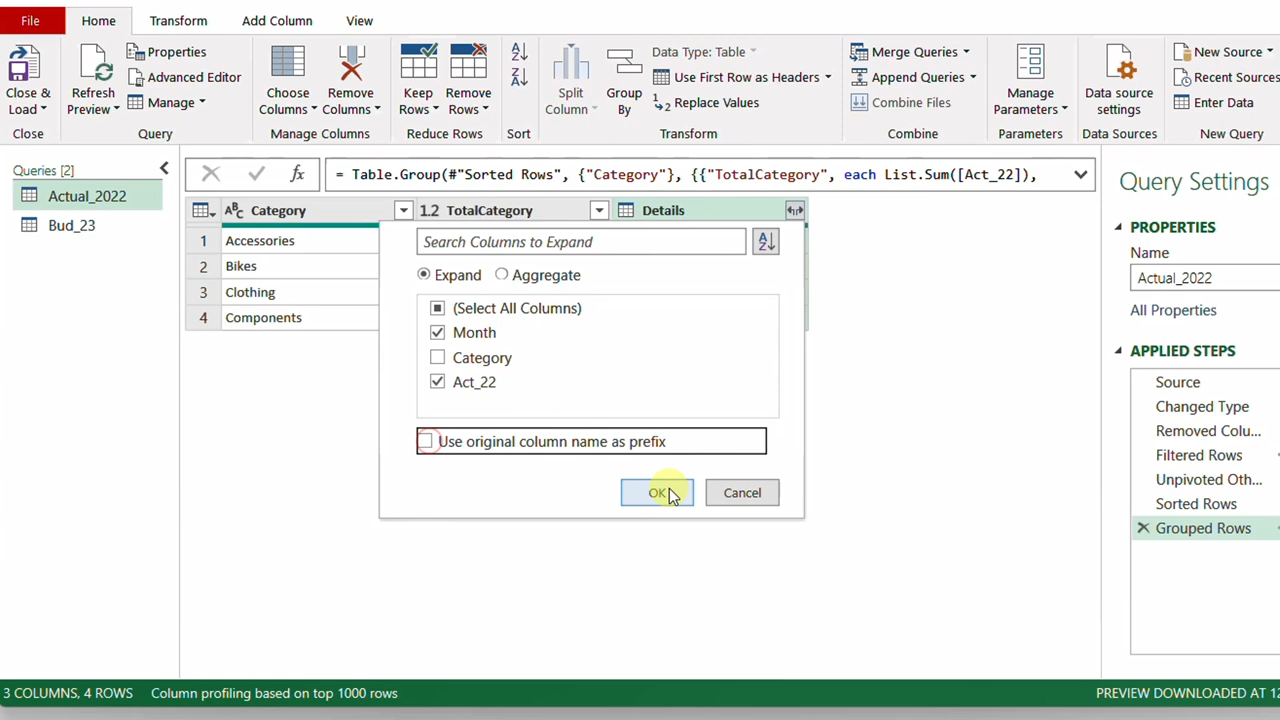 File Home Transform Add Column View
Close & Load
Refresh Preview
Properties
Advanced Editor
Manage
Choose Columns
Remove Columns
Keep Rows
Remove Rows
A Z
Z A
Split Column
Group By
Data Type: Table
Use First Row as Headers
1 2 Replace Values
Merge Queries
Append Queries
Combine Files
Manage Parameters
Data source settings
New Source
Recent Sources
Enter Data
Close Query Manage Columns Reduce Rows Sort Transform Combine Parameters Data Sources New Query
Queries [2]
Actual_2022
Bud_23
fx = Table.Group(#"Sorted Rows", {"Category"}, {{"TotalCategory", each List.Sum([Act_22]),
ABC Category 1.2 TotalCategory Details
1 Accessories
2 Bikes
3 Clothing
4 Components
Search Columns to Expand A Z
Expand Aggregate
(Select All Columns)
Month
Category
Act_22
Use original column name as prefix
OK Cancel
Query Settings
PROPERTIES
Name
Actual_2022
All Properties
APPLIED STEPS
Source
Changed Type
Removed Colu...
Filtered Rows
Unpivoted Oth...
Sorted Rows
Grouped Rows
3 COLUMNS, 4 ROWS Column profiling based on top 1000 rows PREVIEW DOWNLOADED AT 12